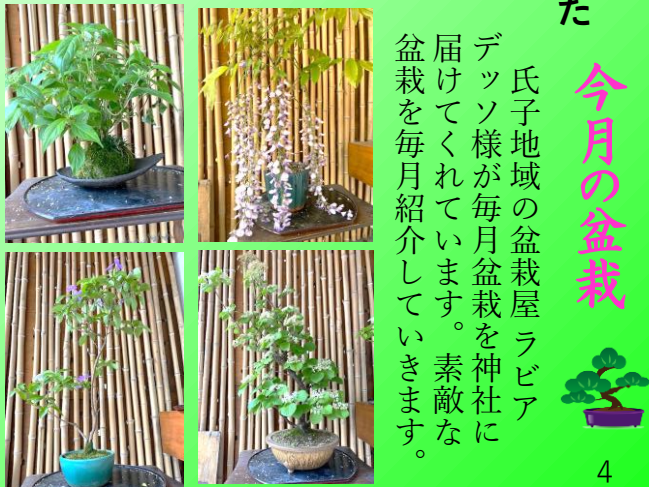 た
今月の盆栽
氏子地域の盆栽屋 ラビア
デッソ様が毎月盆栽を神社に
届けてくれています。素敵な
盆栽を毎月紹介していきます。
4